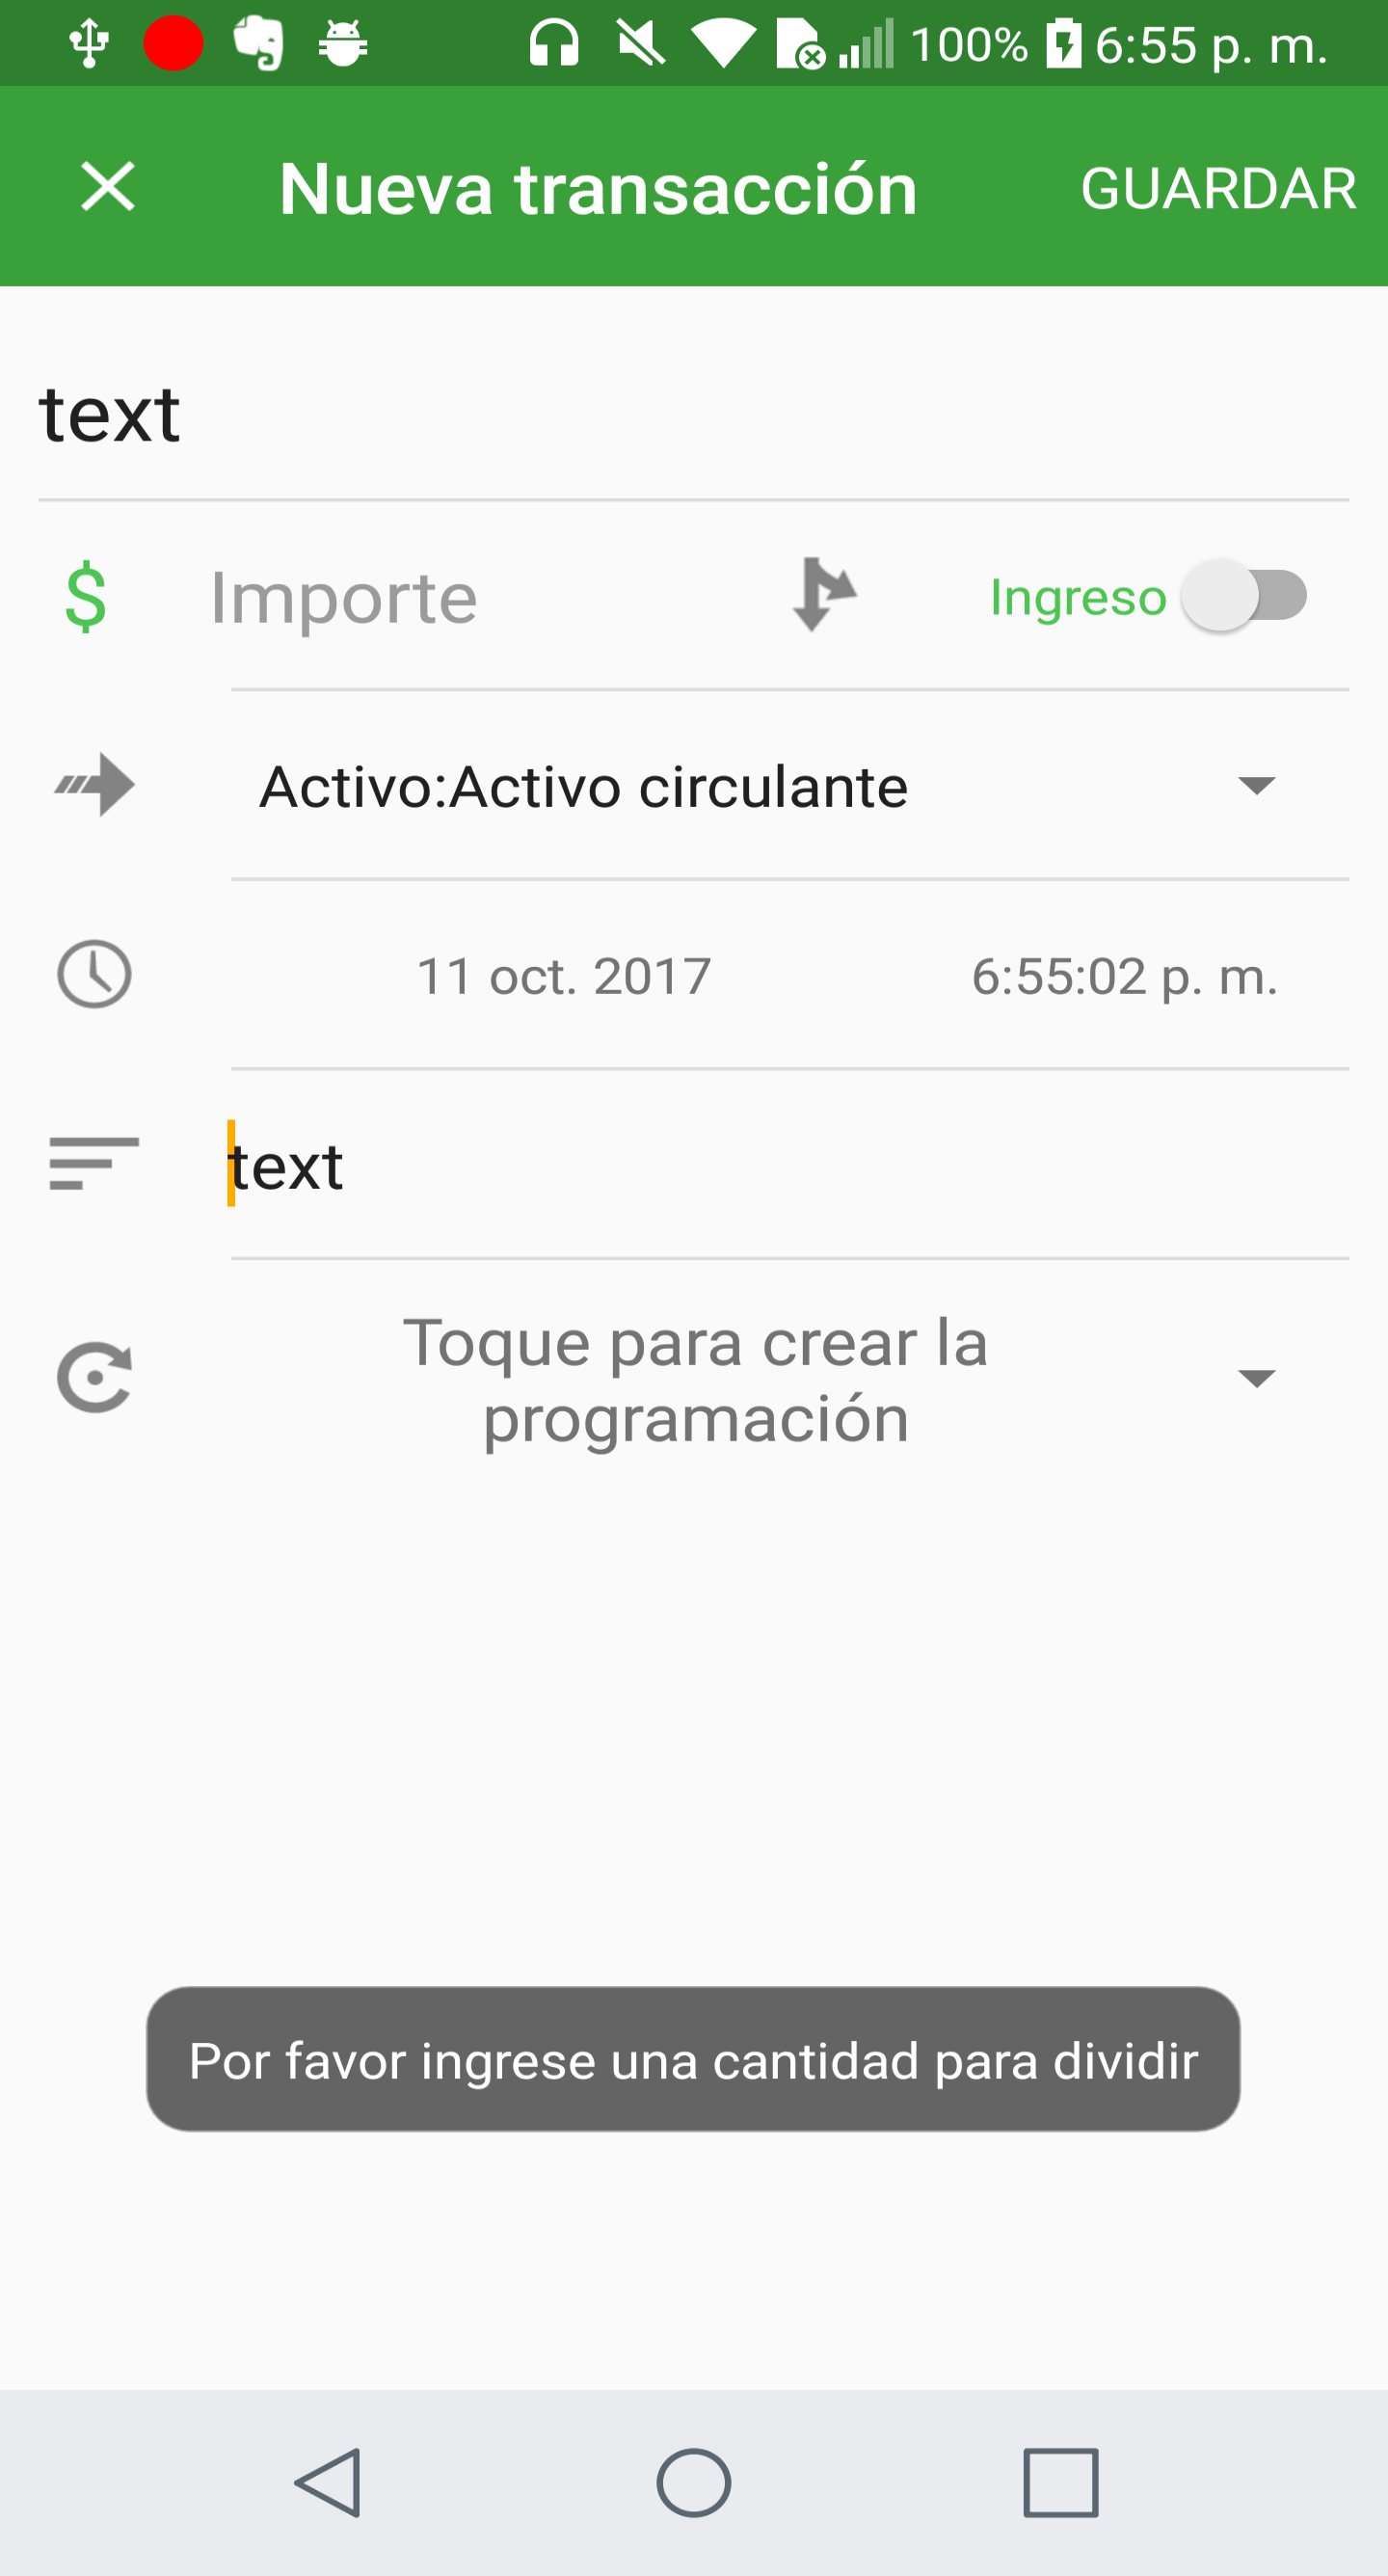 100% 6:55 p. m.
Nueva transacción GUARDAR
text
$ Importe Ingreso
Activo:Activo circulante
11 oct. 2017 6:55:02 p. m.
text
Toque para crear la
programación
Por favor ingrese una cantidad para dividir